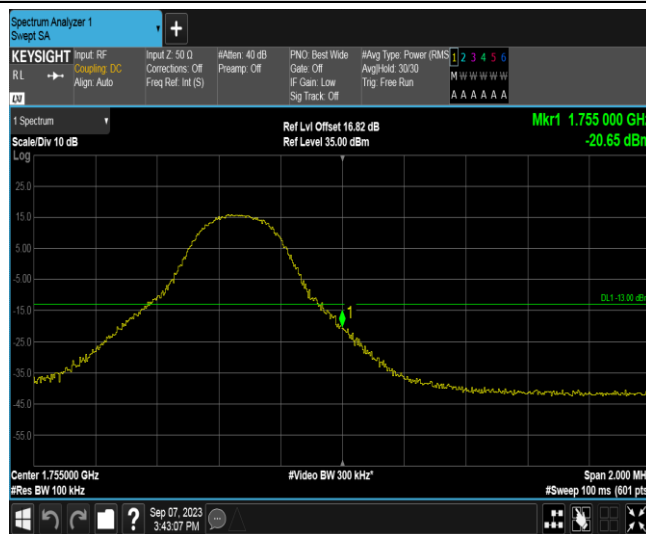 Spectrum Analyzer 1
Swept SA
+
KEYSIGHT
RL
LXI
Input: RF
Coupling: DC
Align: Auto
Input Z: 50 Ω
Corrections: Off
Freq Ref: Int (S)
#Atten: 40 dB
Preamp: Off
PNO: Best Wide
Gate: Off
IF Gain: Low
Sig Track: Off
#Avg Type: Power (RMS
Avg|Hold: 30/30
Trig: Free Run
1 2 3 4 5 6
M W W W W W
A A A A A A
1 Spectrum
Scale/Div 10 dB
Ref Lvl Offset 16.82 dB
Ref Level 35.00 dBm
Mkr1 1.755 000 GHz
-20.65 dBm
Log
25.0
15.0
5.00
-5.00
-15.0
-25.0
-35.0
-45.0
-55.0
DL1 -13.00 dBm
1
Center 1.755000 GHz
#Res BW 100 kHz
#Video BW 300 kHz*
Span 2.000 MH
#Sweep 100 ms (601 pts
?
Sep 07, 2023
3:43:07 PM